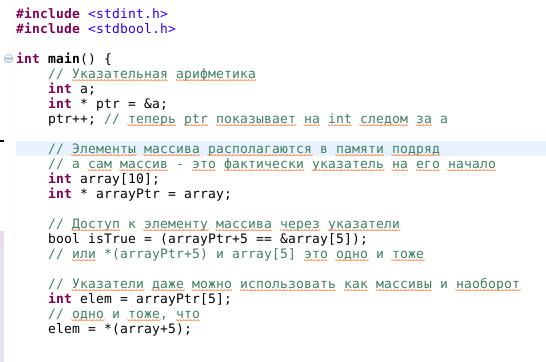 #include <stdint.h>
#include <stdbool.h>
int main() {
// Указательная арифметика
int a;
int * ptr = &a;
ptr++; // теперь ptr показывает на int следом за a
// Элементы массива располагаются в памяти подряд
// а сам массив - это фактически указатель на его начало
int array[10];
int * arrayPtr = array;
// Доступ к элементу массива через указатели
bool isTrue = (arrayPtr+5 == &array[5]);
// или *(arrayPtr+5) и array[5] это одно и тоже
// Указатели даже можно использовать как массивы и наоборот
int elem = arrayPtr[5];
// одно и тоже, что
elem = *(array+5);